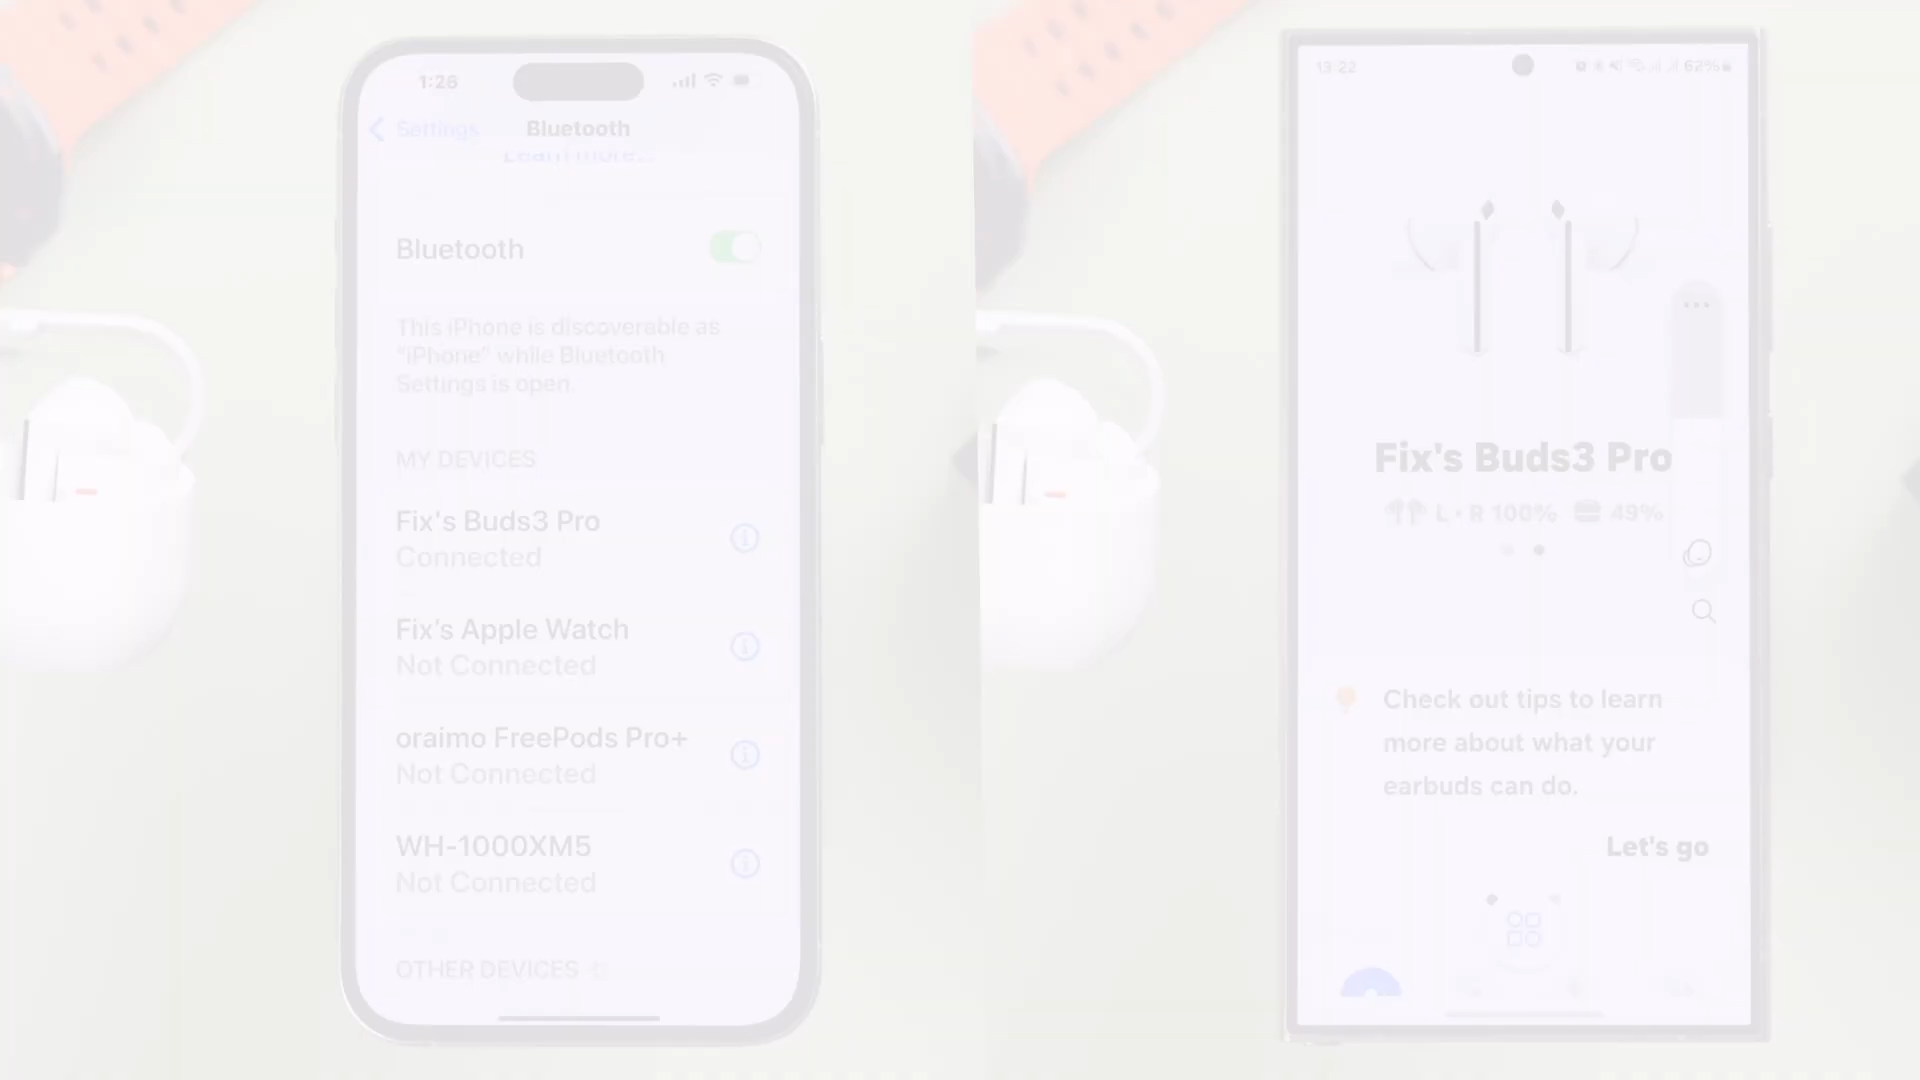 1:26
Settings
Bluetooth
Learn more...
Bluetooth
This iPhone is discoverable as
"iPhone" while Bluetooth
Settings is open
MY DEVICES
Fix's Buds3 Pro
Connected
Fix's Apple Watch
Not Connected
oraimo FreePods Pro+
Not Connected
WH-1000XM5
Not Connected
OTHER DEVICES
13:22
62%
Fix's Buds3 Pro
L • R 100% 49%
Check out tips to learn
more about what your
earbuds can do.
Let's go